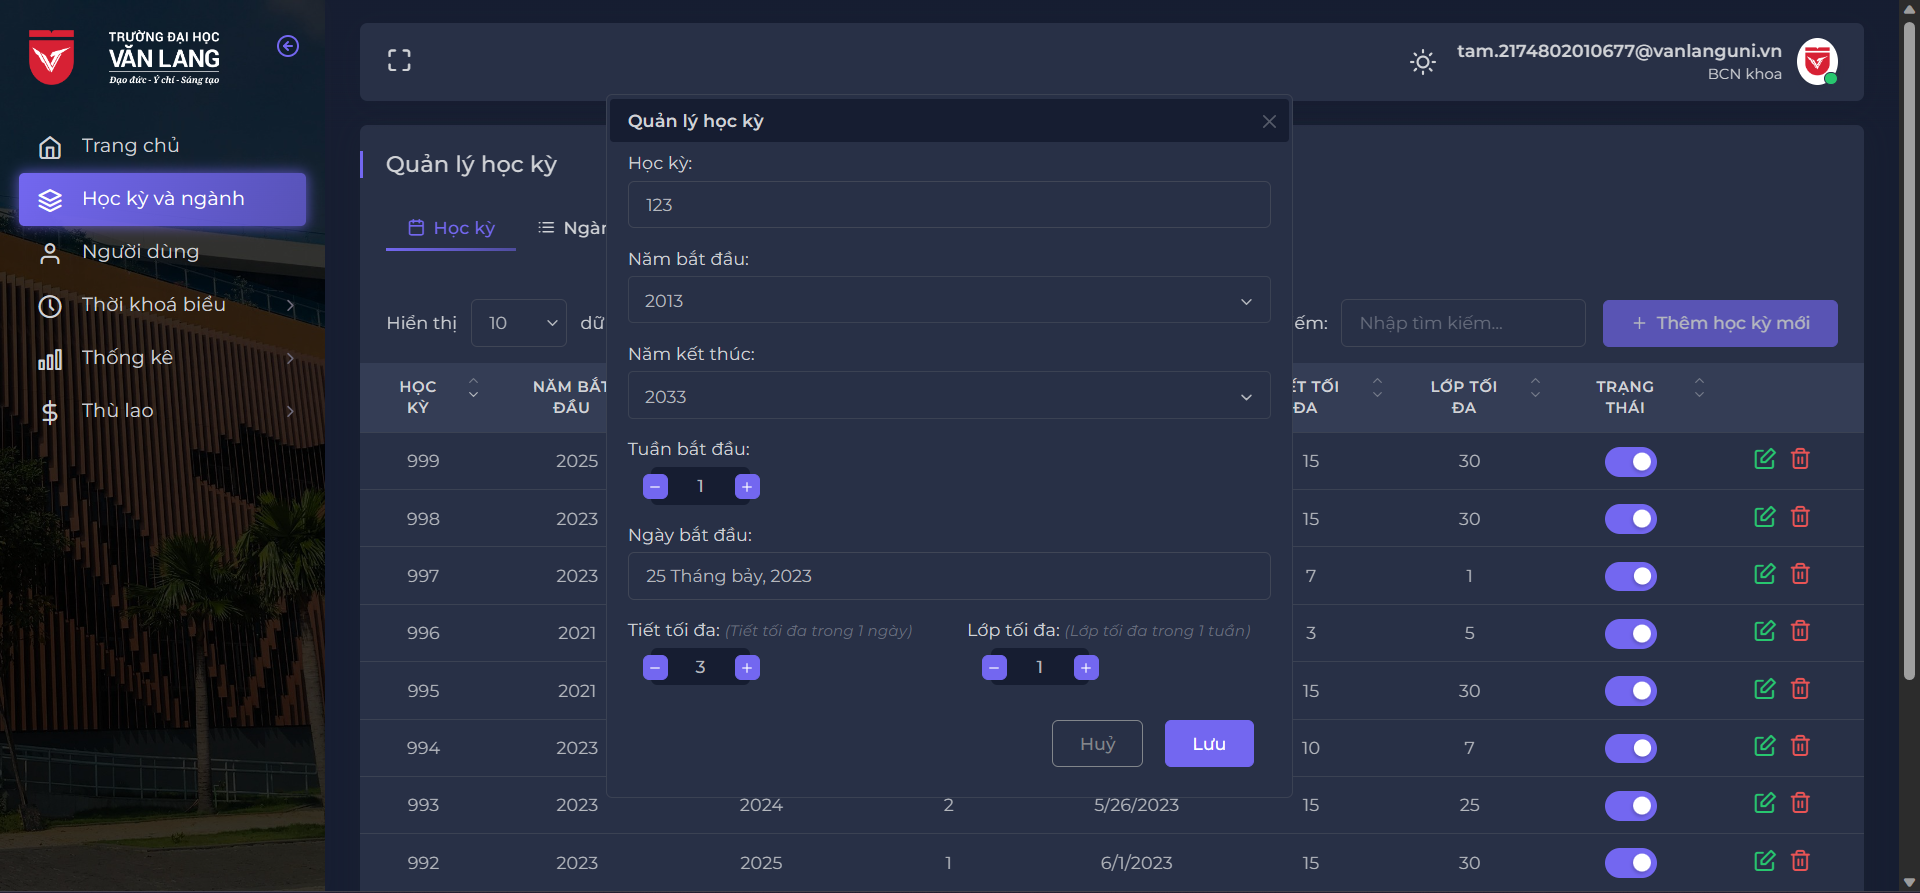 TRƯỜNG ĐẠI HỌC
VĂN LANG
Đạo đức - Ý chí - Sáng tạo
Trang chủ
Học kỳ và ngành
Người dùng
Thời khoá biểu
Thống kê
Thù lao
tam.2174802010677@vanlanguni.vn
BCN khoa
Quản lý học kỳ
Học kỳ
Hiển thị 10
Nhập tìm kiếm...
+ Thêm học kỳ mới
Quản lý học kỳ
Học kỳ:
123
Năm bắt đầu:
2013
Năm kết thúc:
2033
Tuần bắt đầu:
− 1 +
Ngày bắt đầu:
25 Tháng bảy, 2023
Tiết tối đa: (Tiết tối đa trong 1 ngày) Lớp tối đa: (Lớp tối đa trong 1 tuần)
− 3 + − 1 +
Huỷ Lưu
HỌC NĂM BẮT TỐI LỚP TỐI TRẠNG
KỲ ĐẦU ĐA ĐA THÁI
999 2025 15 30
998 2023 15 30
997 2023 7 1
996 2021 3 5
995 2021 15 30
994 2023 10 7
993 2023 2024 2 5/26/2023 15 25
992 2023 2025 1 6/1/2023 15 30